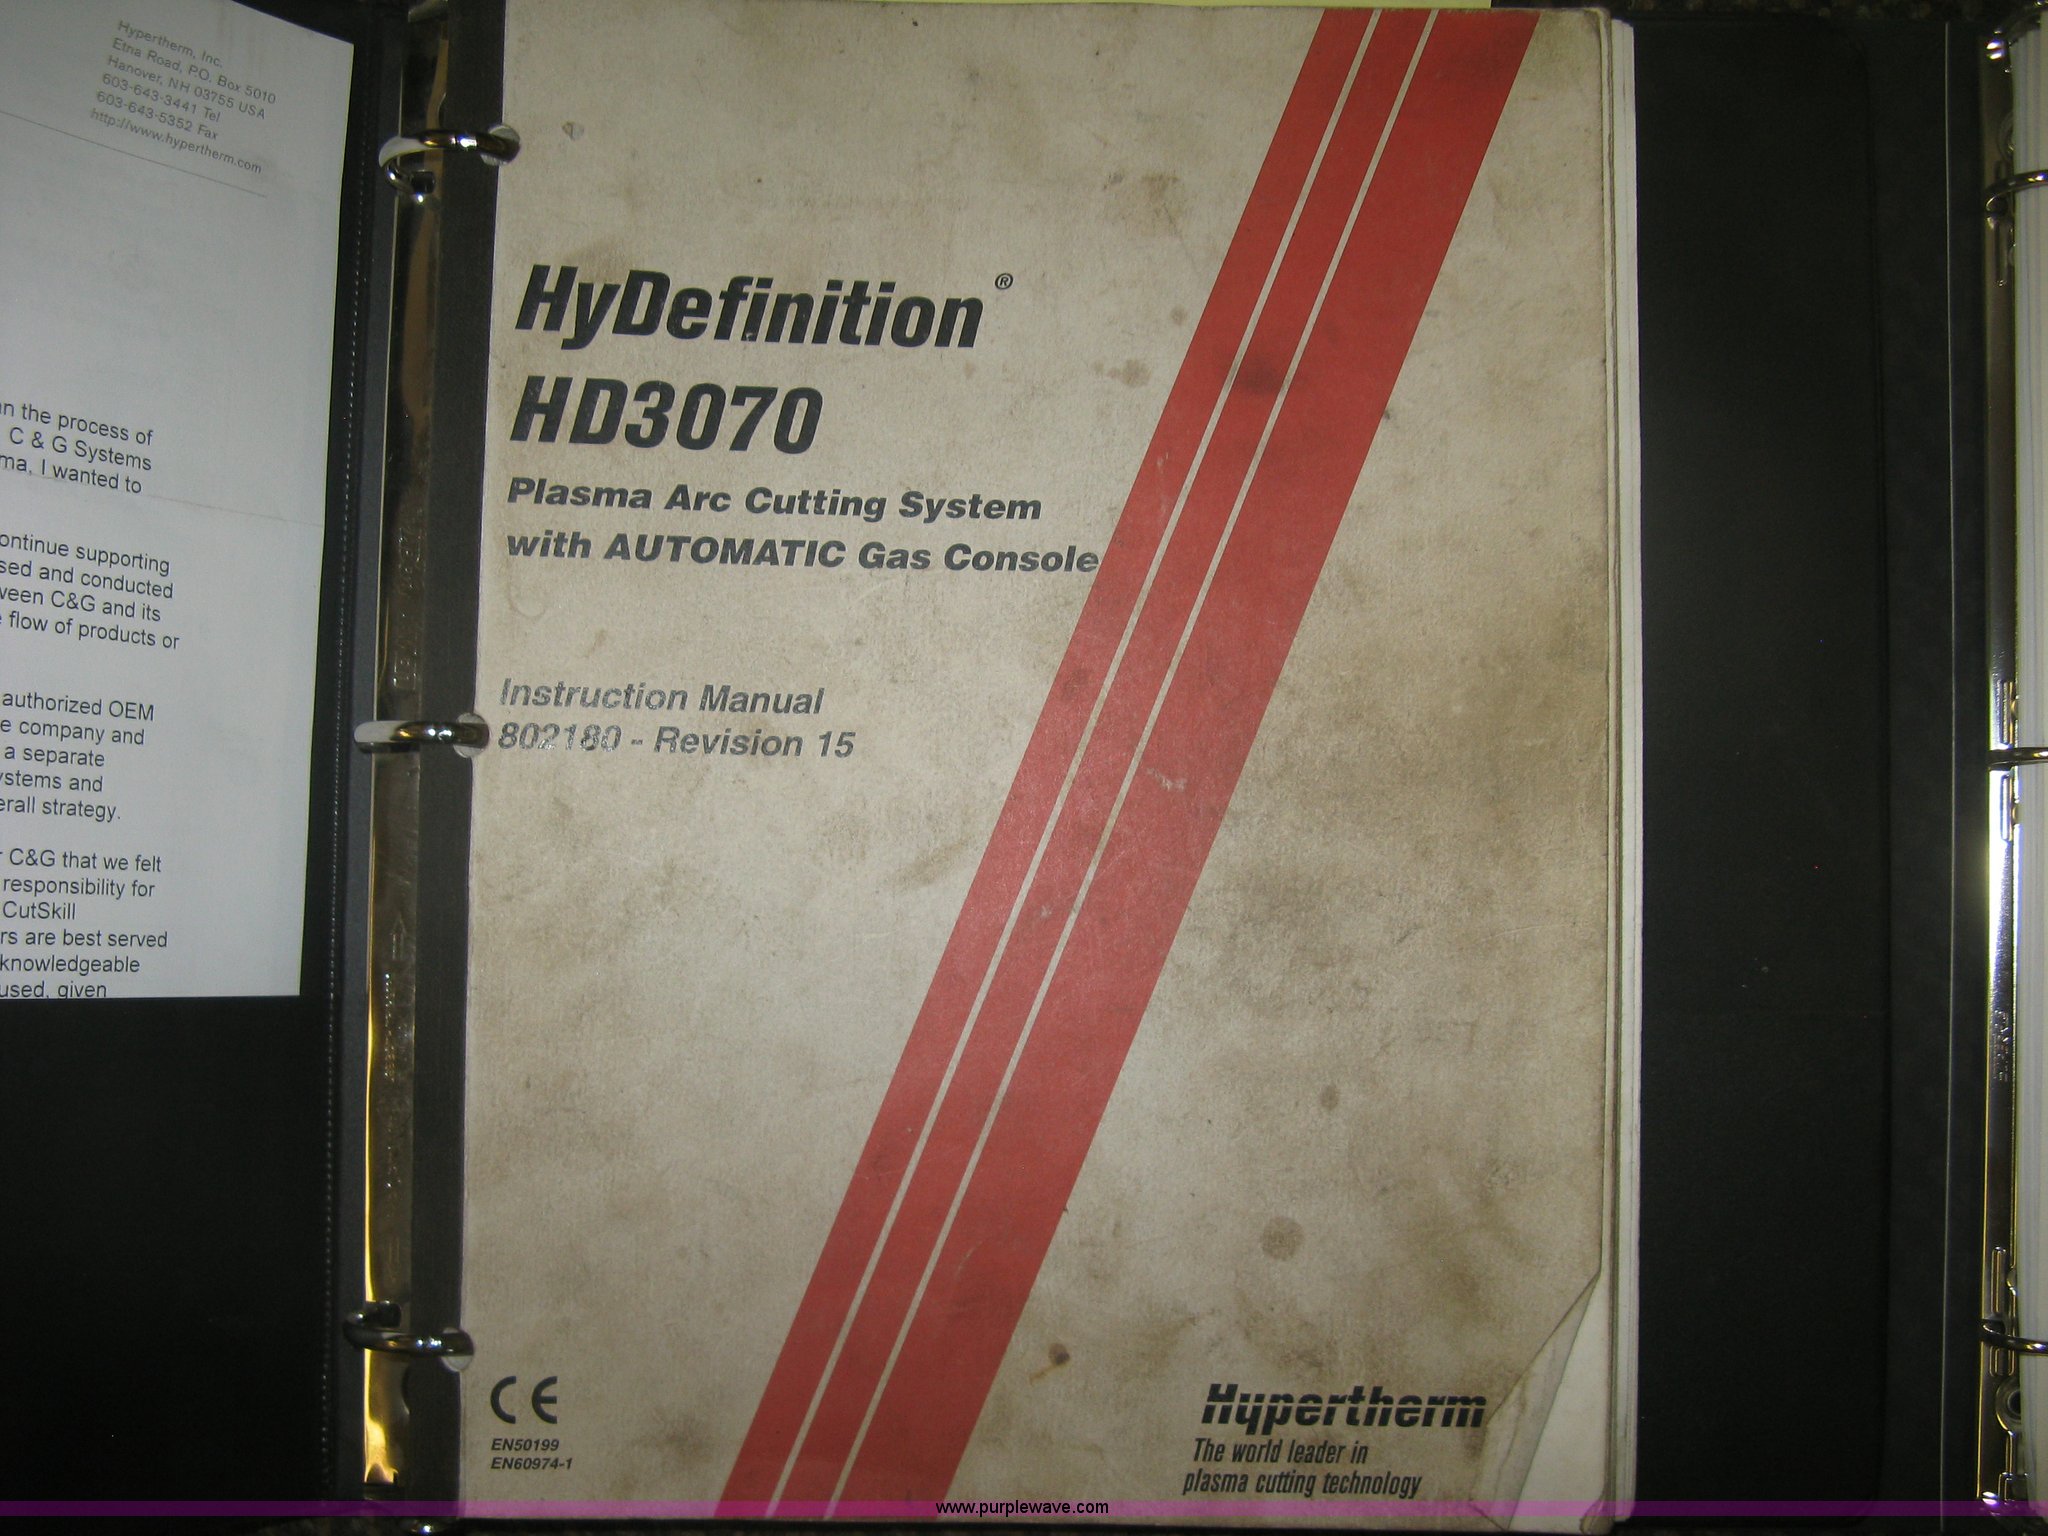 Hypertherm, Inc.
Etna Road, P.O. Box 5010
Hanover, NH 03755 USA
603-643-3441 Tel
603-643-5352 Fax
http://www.hypertherm.com
n the process of
C & G Systems
ma, I wanted to
ontinue supporting
sed and conducted
ween C&G and its
flow of products or
authorized OEM
e company and
a separate
ystems and
erall strategy.
r C&G that we felt
responsibility for
CutSkill
rs are best served
knowledgeable
used, given
HyDefinition®
HD3070
Plasma Arc Cutting System
with AUTOMATIC Gas Console
Instruction Manual
802180 - Revision 15
CE
EN50199
EN60974-1
Hypertherm
The world leader in
plasma cutting technology
www.purplewave.com